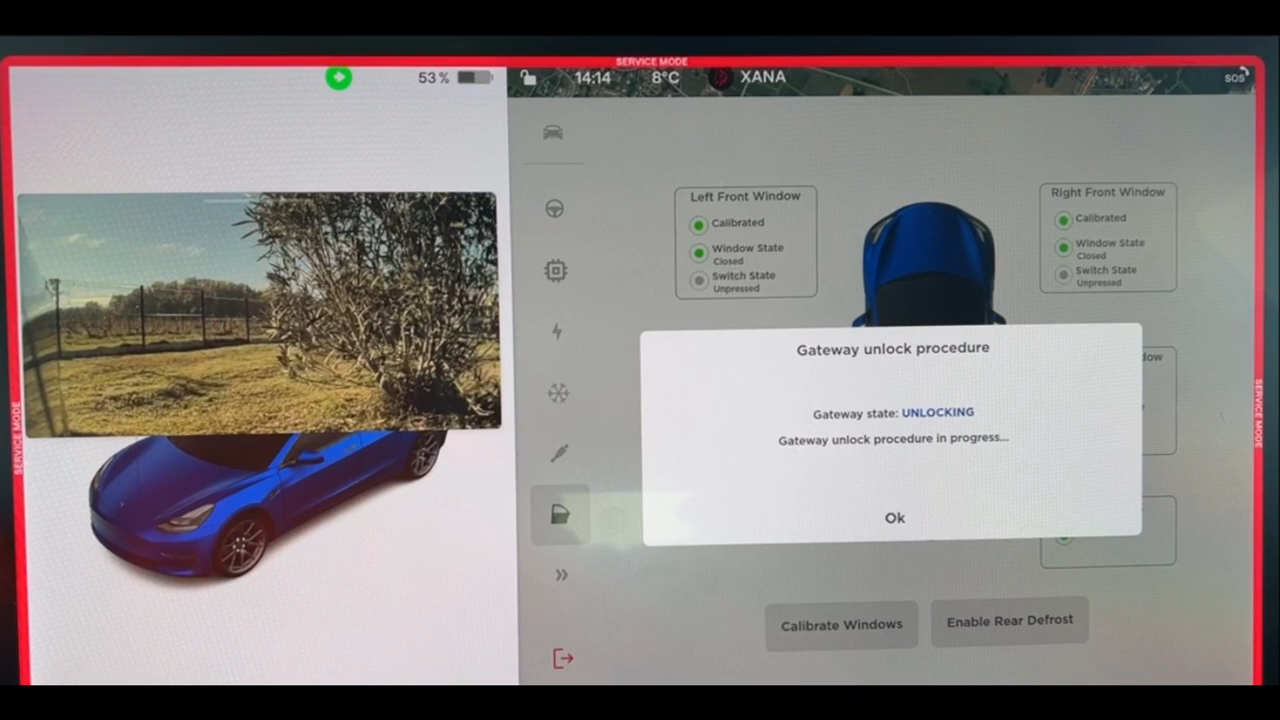 SERVICE MODE
53 %
14:14
8°C
XANA
SOS
Left Front Window
Calibrated
Window State
Closed
Switch State
Unpressed
Right Front Window
Calibrated
Window State
Closed
Switch State
Unpressed
Gateway unlock procedure
Gateway state: UNLOCKING
Gateway unlock procedure in progress...
Ok
Calibrate Windows
Enable Rear Defrost
SERVICE MODE
SERVICE MODE